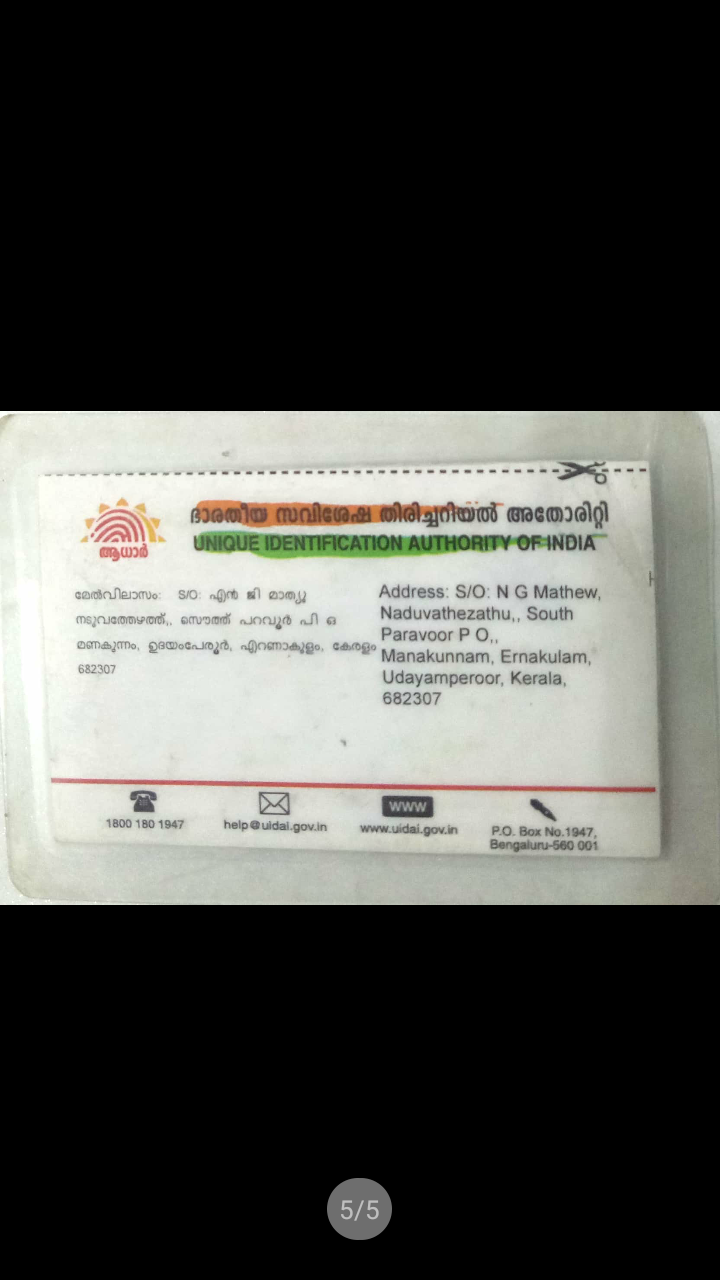 ഭാരതീയ സവിശേഷ തിരിച്ചറിയൽ അതോരിറ്റി
UNIQUE IDENTIFICATION AUTHORITY OF INDIA
ആധാർ
മേൽവിലാസം: S/O: എൻ ജി മാത്യു
നടുവത്തേഴത്ത്,, സൌത്ത് പറവൂർ പി ഒ
മണകുന്നം, ഉദയംപേരൂർ, എറണാകുളം, കേരളം
682307
Address: S/O: N G Mathew,
Naduvathezathu,, South
Paravoor P O,,
Manakunnam, Ernakulam,
Udayamperoor, Kerala,
682307
1800 180 1947
help@uidai.gov.in
WWW
www.uidai.gov.in
P.O. Box No.1947,
Bengaluru-560 001
5/5